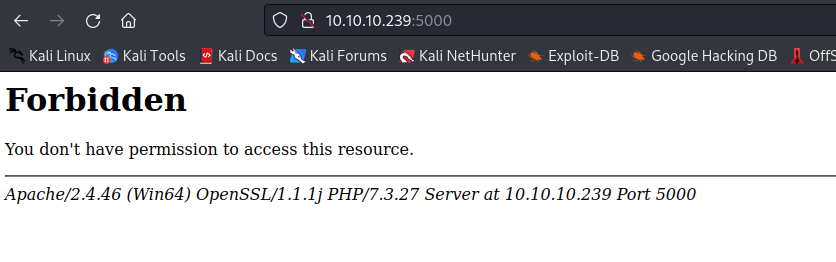 10.10.10.239:5000
Kali Linux Kali Tools Kali Docs Kali Forums Kali NetHunter Exploit-DB Google Hacking DB OffS
Forbidden
You don't have permission to access this resource.
Apache/2.4.46 (Win64) OpenSSL/1.1.1j PHP/7.3.27 Server at 10.10.10.239 Port 5000